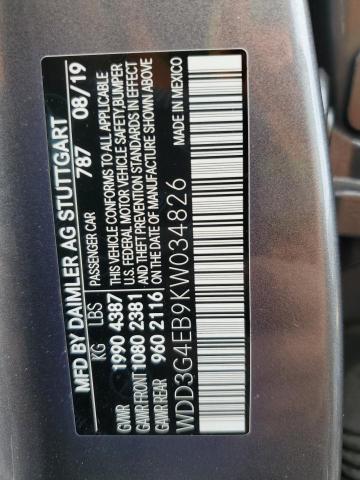 MFD BY DAIMLER AG STUTTGART
PASSENGER CAR 787 08/19
KG LBS
GVWR 1990 4387
GAWR FRONT 1080 2381
GAWR REAR 960 2116
THIS VEHICLE CONFORMS TO ALL APPLICABLE
U.S. FEDERAL MOTOR VEHICLE SAFETY,BUMPER
AND THEFT PREVENTION STANDARDS IN EFFECT
ON THE DATE OF MANUFACTURE SHOWN ABOVE
WDD3G4EB9KW034826
MADE IN MEXICO